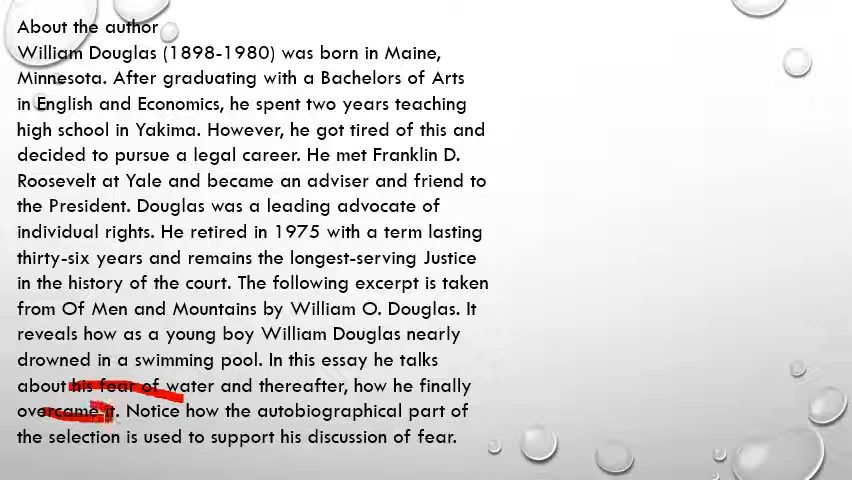 About the author
William Douglas (1898-1980) was born in Maine,
Minnesota. After graduating with a Bachelors of Arts
in English and Economics, he spent two years teaching
high school in Yakima. However, he got tired of this and
decided to pursue a legal career. He met Franklin D.
Roosevelt at Yale and became an adviser and friend to
the President. Douglas was a leading advocate of
individual rights. He retired in 1975 with a term lasting
thirty-six years and remains the longest-serving Justice
in the history of the court. The following excerpt is taken
from Of Men and Mountains by William O. Douglas. It
reveals how as a young boy William Douglas nearly
drowned in a swimming pool. In this essay he talks
about his fear of water and thereafter, how he finally
overcame it. Notice how the autobiographical part of
the selection is used to support his discussion of fear.